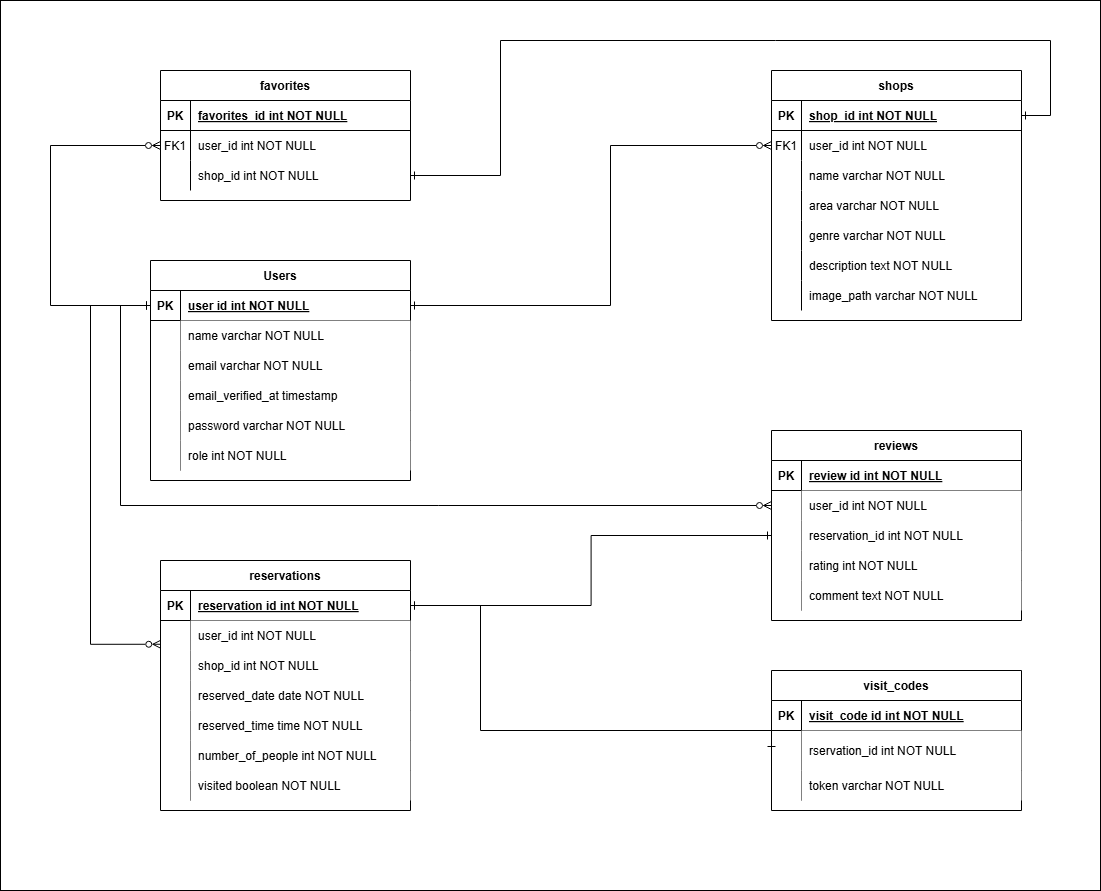 favorites
PK favorites_id int NOT NULL
FK1 user_id int NOT NULL
shop_id int NOT NULL
shops
PK shop_id int NOT NULL
FK1 user_id int NOT NULL
name varchar NOT NULL
area varchar NOT NULL
genre varchar NOT NULL
description text NOT NULL
image_path varchar NOT NULL
Users
PK user id int NOT NULL
name varchar NOT NULL
email varchar NOT NULL
email_verified_at timestamp
password varchar NOT NULL
role int NOT NULL
reviews
PK review id int NOT NULL
user_id int NOT NULL
reservation_id int NOT NULL
rating int NOT NULL
comment text NOT NULL
reservations
PK reservation id int NOT NULL
user_id int NOT NULL
shop_id int NOT NULL
reserved_date date NOT NULL
reserved_time time NOT NULL
number_of_people int NOT NULL
visited boolean NOT NULL
visit_codes
PK visit_code id int NOT NULL
rservation_id int NOT NULL
token varchar NOT NULL